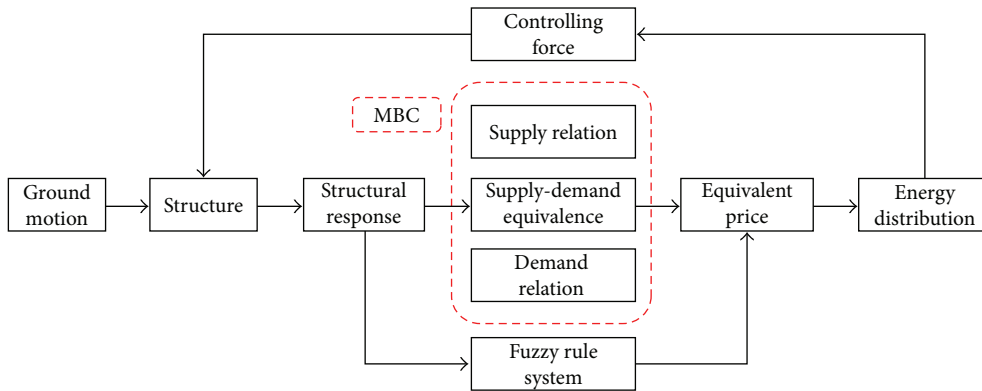 Controlling
force
MBC
Supply relation
Ground
motion
Structure
Structural
response
Supply-demand
equivalence
Equivalent
price
Energy
distribution
Demand
relation
Fuzzy rule
system